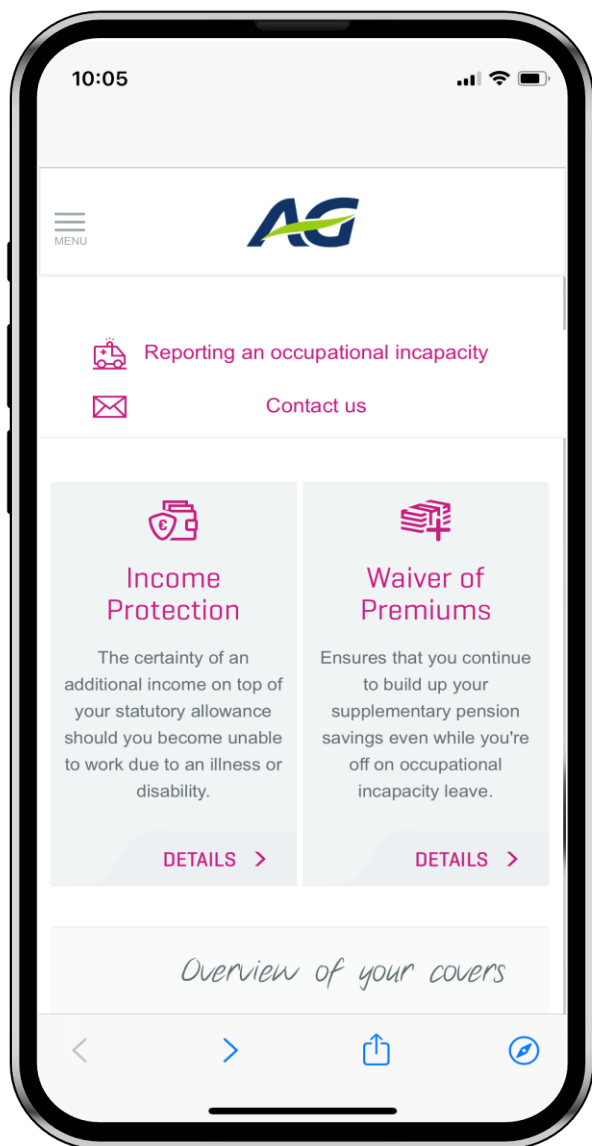 10:05
MENU
AG
Reporting an occupational incapacity
Contact us
Income
Protection
The certainty of an
additional income on top of
your statutory allowance
should you become unable
to work due to an illness or
disability.
DETAILS >
Waiver of
Premiums
Ensures that you continue
to build up your
supplementary pension
savings even while you're
off on occupational
incapacity leave.
DETAILS >
Overview of your covers